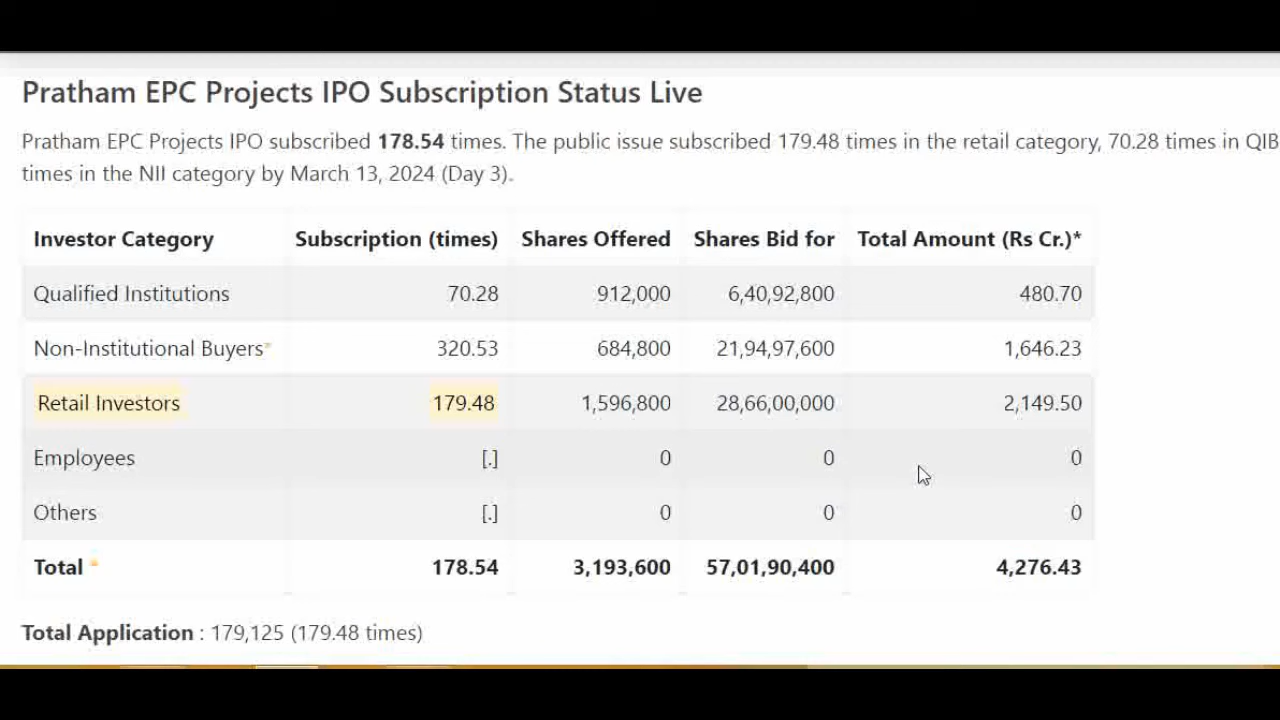 Pratham EPC Projects IPO Subscription Status Live
Pratham EPC Projects IPO subscribed 178.54 times. The public issue subscribed 179.48 times in the retail category, 70.28 times in QIB
times in the NII category by March 13, 2024 (Day 3).
Investor Category Subscription (times) Shares Offered Shares Bid for Total Amount (Rs Cr.)*
Qualified Institutions 70.28 912,000 6,40,92,800 480.70
Non-Institutional Buyers* 320.53 684,800 21,94,97,600 1,646.23
Retail Investors 179.48 1,596,800 28,66,00,000 2,149.50
Employees [.] 0 0 0
Others [.] 0 0 0
Total * 178.54 3,193,600 57,01,90,400 4,276.43
Total Application : 179,125 (179.48 times)